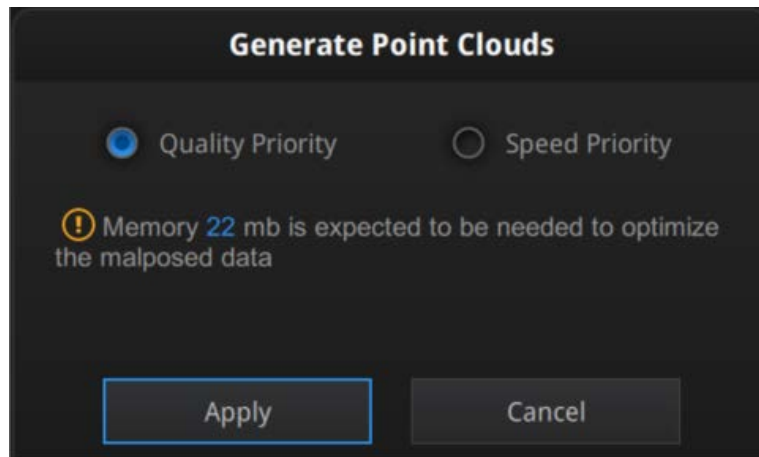 Generate Point Clouds
Quality Priority Speed Priority
Memory 22 mb is expected to be needed to optimize
the malposed data
Apply Cancel